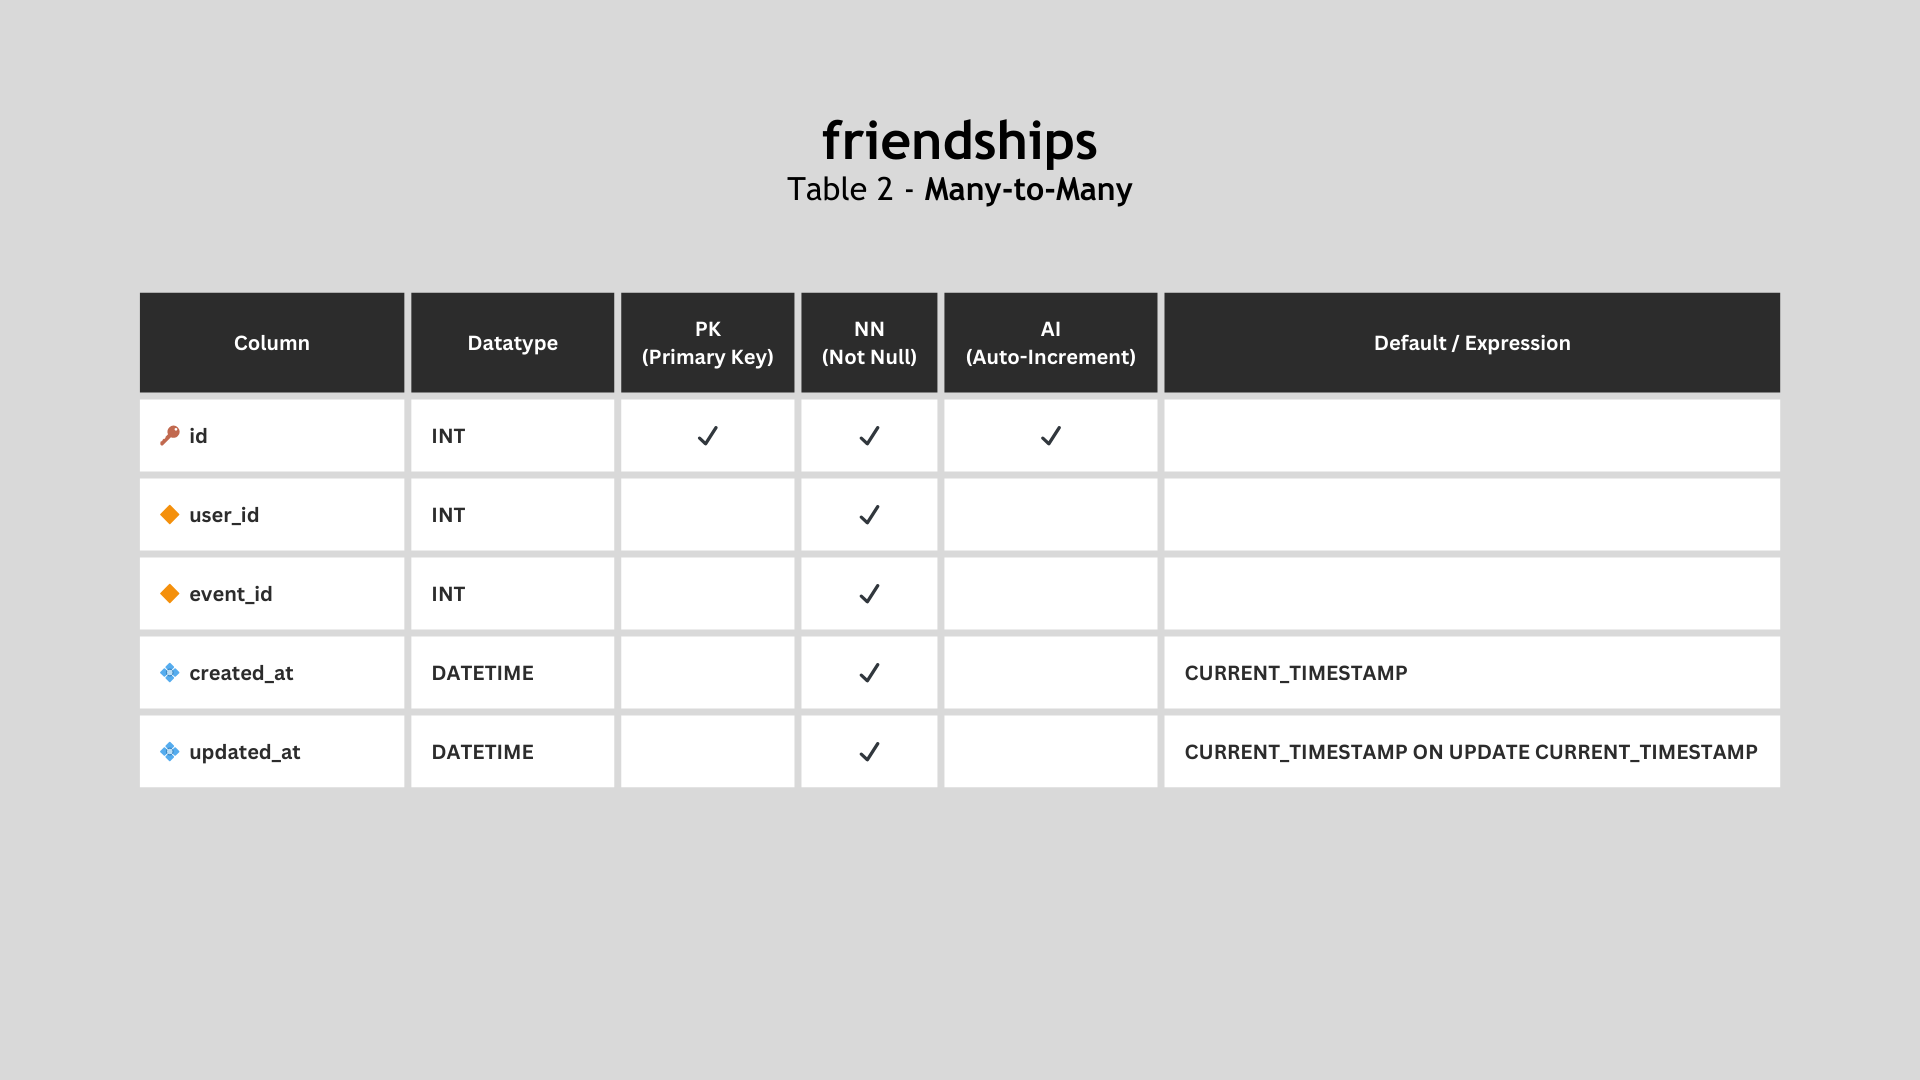 friendships
Table 2 - Many-to-Many
Column Datatype PK (Primary Key) NN (Not Null) AI (Auto-Increment) Default / Expression
id INT ✓ ✓ ✓
user_id INT ✓
event_id INT ✓
created_at DATETIME ✓ CURRENT_TIMESTAMP
updated_at DATETIME ✓ CURRENT_TIMESTAMP ON UPDATE CURRENT_TIMESTAMP